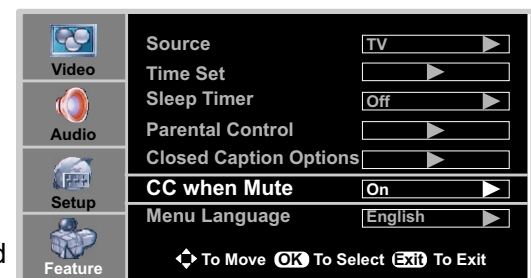 Video
Audio
Setup
Feature
Source TV
Time Set
Sleep Timer Off
Parental Control
Closed Caption Options
CC when Mute On
Menu Language English
To Move OK To Select Exit To Exit
d